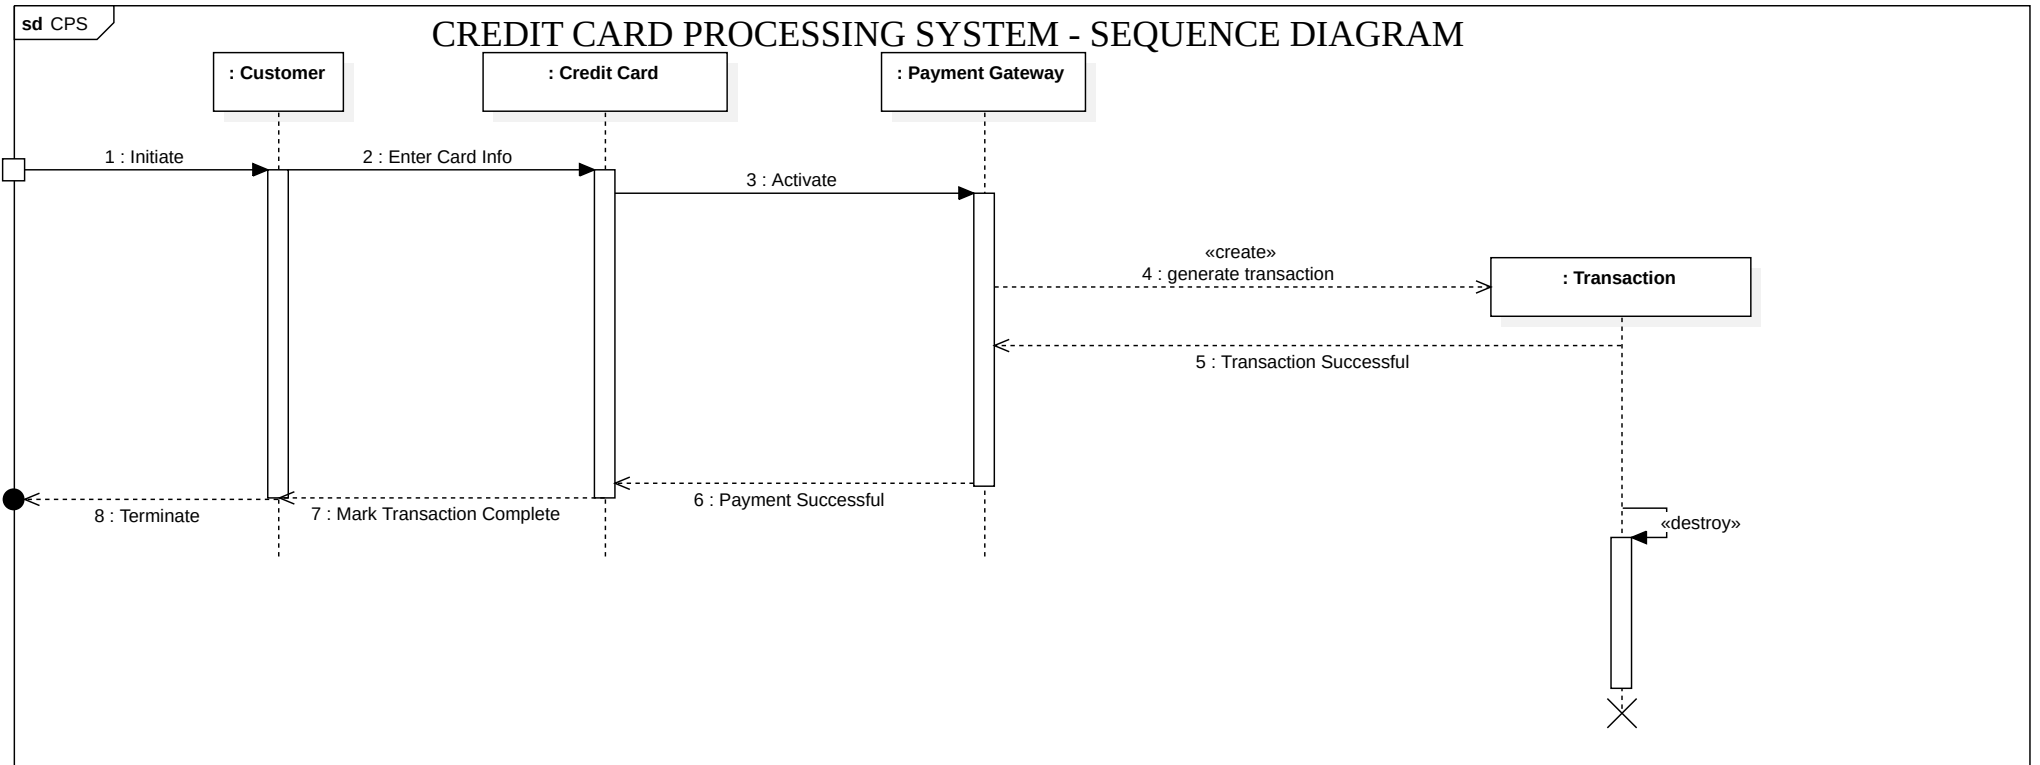 sd CPS
CREDIT CARD PROCESSING SYSTEM - SEQUENCE DIAGRAM
: Customer
: Credit Card
: Payment Gateway
1 : Initiate
2 : Enter Card Info
3 : Activate
«create»
4 : generate transaction
: Transaction
5 : Transaction Successful
6 : Payment Successful
7 : Mark Transaction Complete
8 : Terminate
«destroy»